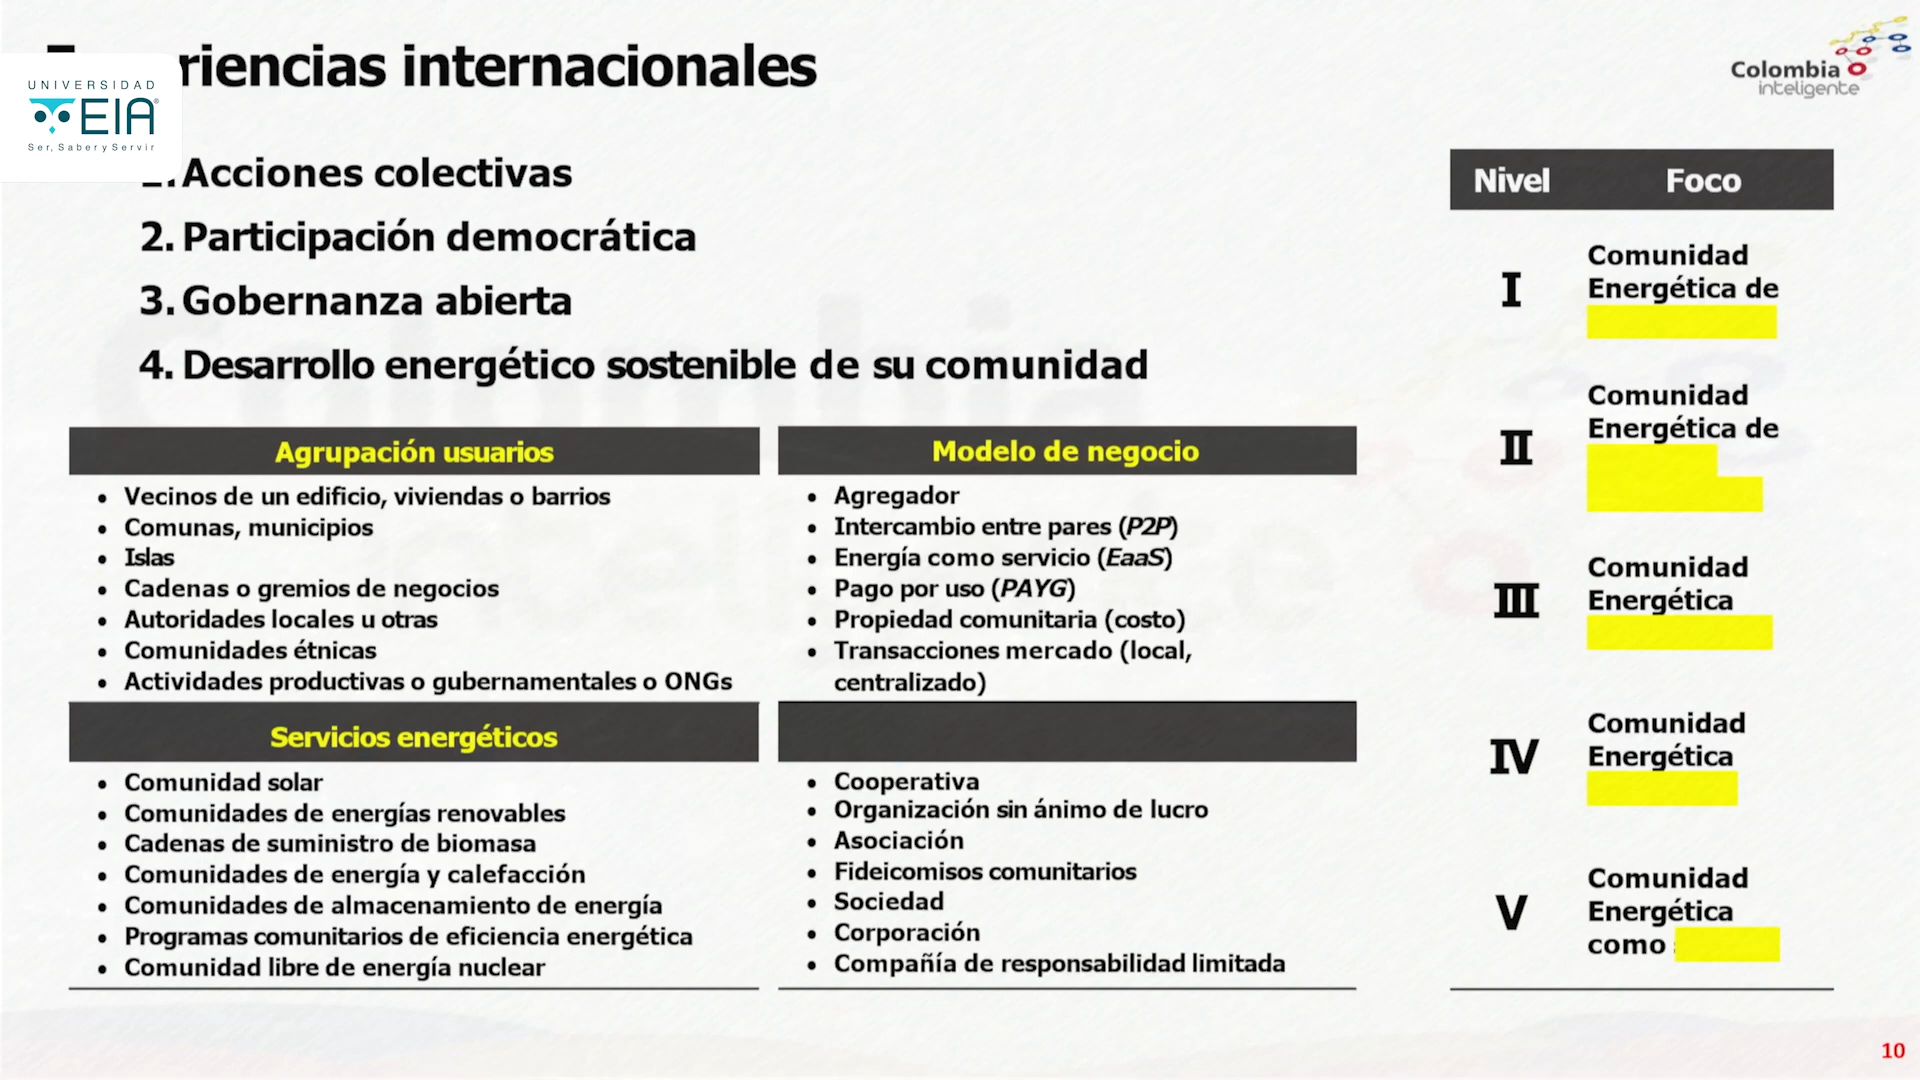 riencias internacionales
UNIVERSIDAD
EIA
Ser, Saber y Servir
Colombia
inteligente
Acciones colectivas
2. Participación democrática
3. Gobernanza abierta
4. Desarrollo energético sostenible de su comunidad
Agrupación usuarios
• Vecinos de un edificio, viviendas o barrios
• Comunas, municipios
• Islas
• Cadenas o gremios de negocios
• Autoridades locales u otras
• Comunidades étnicas
• Actividades productivas o gubernamentales o ONGs
Modelo de negocio
• Agregador
• Intercambio entre pares (P2P)
• Energía como servicio (EaaS)
• Pago por uso (PAYG)
• Propiedad comunitaria (costo)
• Transacciones mercado (local,
centralizado)
Servicios energéticos
• Comunidad solar
• Comunidades de energías renovables
• Cadenas de suministro de biomasa
• Comunidades de energía y calefacción
• Comunidades de almacenamiento de energía
• Programas comunitarios de eficiencia energética
• Comunidad libre de energía nuclear
• Cooperativa
• Organización sin ánimo de lucro
• Asociación
• Fideicomisos comunitarios
• Sociedad
• Corporación
• Compañía de responsabilidad limitada
Nivel Foco
I
Comunidad
Energética de
II
Comunidad
Energética de
III
Comunidad
Energética
IV
Comunidad
Energética
V
Comunidad
Energética
como
10